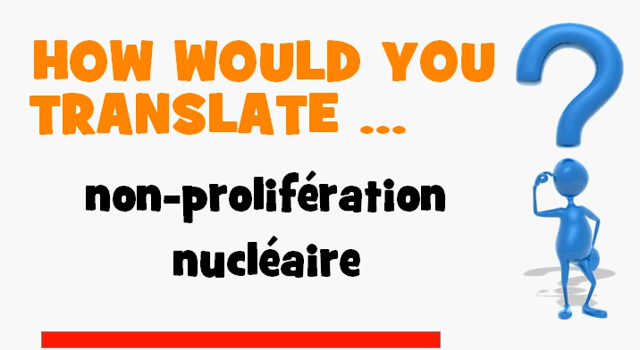 HOW WOULD YOU
TRANSLATE ...
non-prolifération
nucléaire